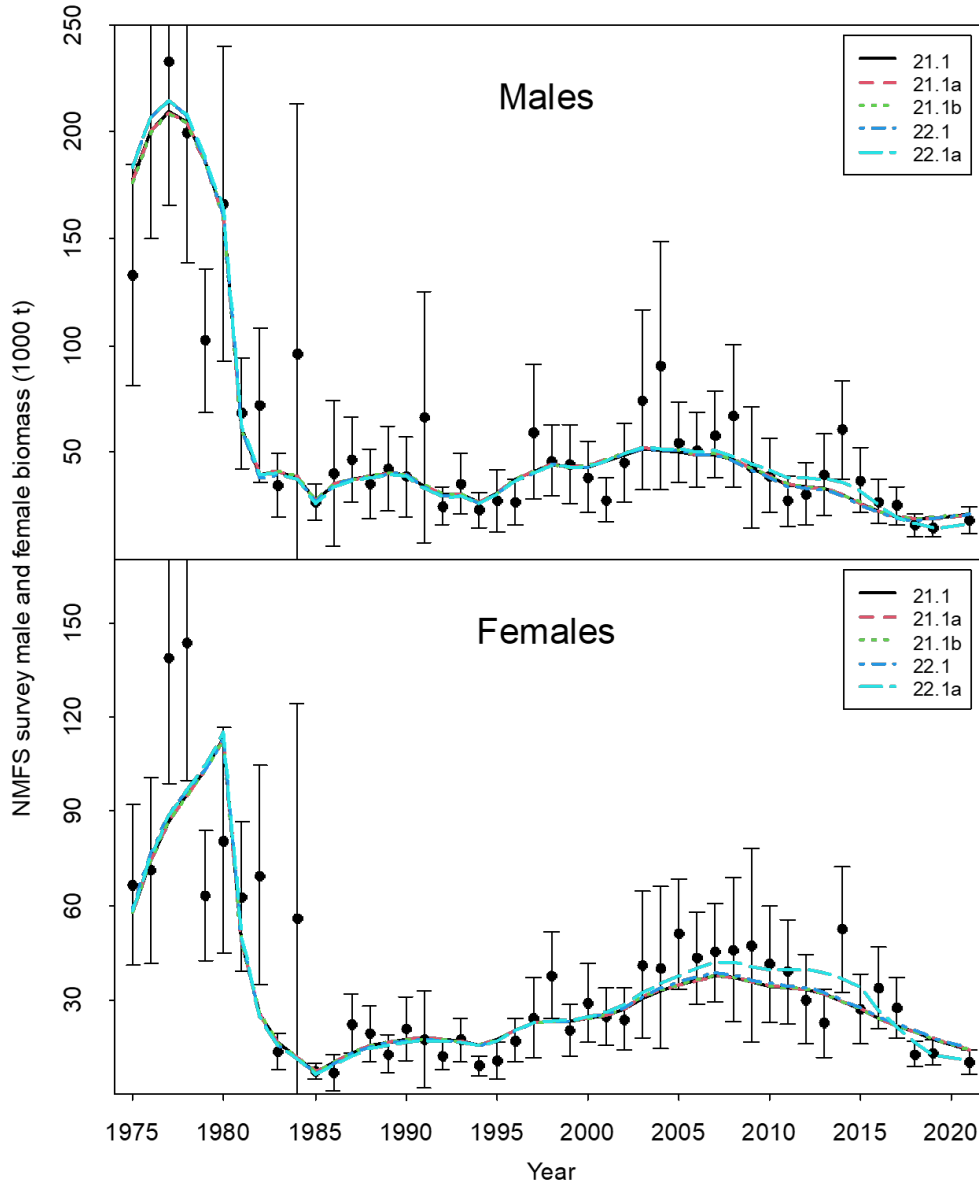 NMFS survey male and female biomass (1000 t)
250
200
150
100
50
Males
21.1
21.1a
21.1b
22.1
22.1a
150
120
90
60
30
Females
21.1
21.1a
21.1b
22.1
22.1a
1975 1980 1985 1990 1995 2000 2005 2010 2015 2020
Year